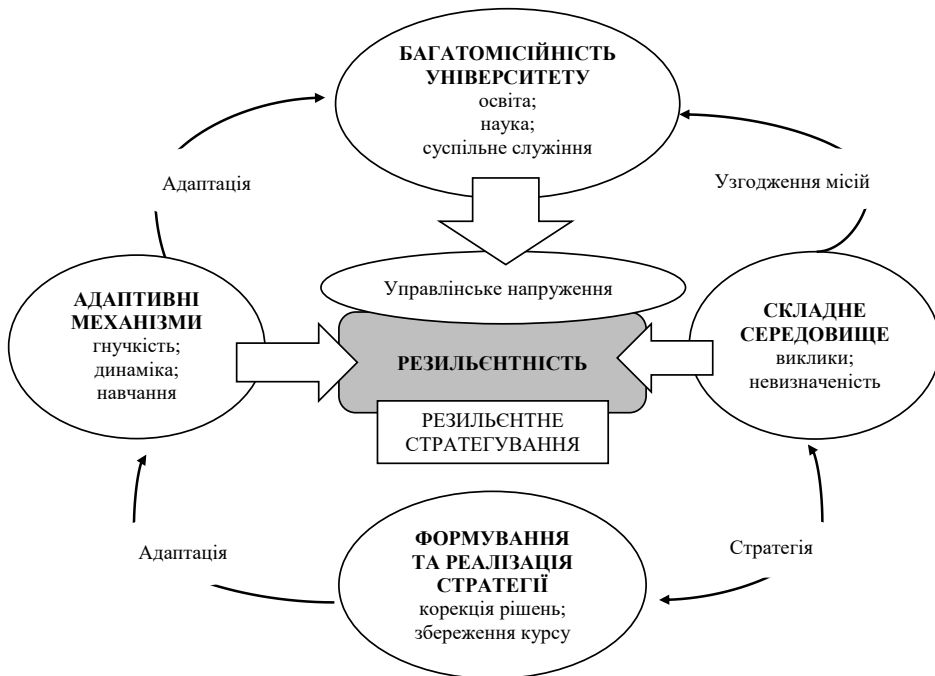 БАГАТОМІСІЙНІСТЬ
УНІВЕРСИТЕТУ
освіта;
наука;
суспільне служіння
Адаптація
Узгодження місій
Управлінське напруження
АДАПТИВНІ
МЕХАНІЗМИ
гнучкість;
динаміка;
навчання
РЕЗИЛЬЄНТНІСТЬ
СКЛАДНЕ
СЕРЕДОВИЩЕ
виклики;
невизначеність
РЕЗИЛЬЄНТНЕ
СТРАТЕГУВАННЯ
Адаптація
ФОРМУВАННЯ
ТА РЕАЛІЗАЦІЯ
СТРАТЕГІЇ
корекція рішень;
збереження курсу
Стратегія